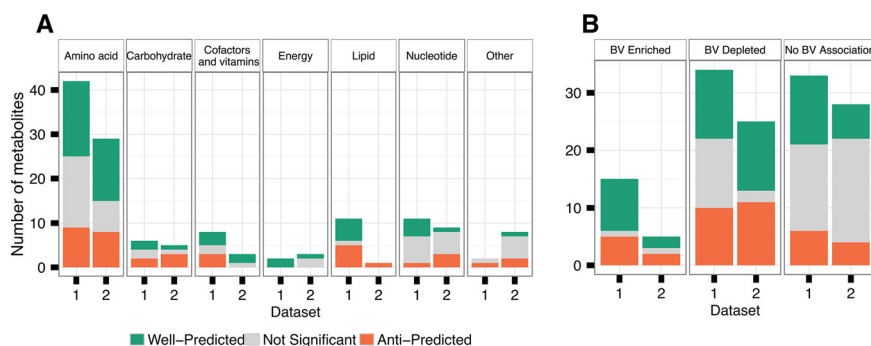 A
Amino acid
Carbohydrate
Cofactors
and vitamins
Energy
Lipid
Nucleotide
Other
Number of metabolites
40
30
20
10
0
1 2 1 2 1 2 1 2 1 2 1 2 1 2
Dataset
B
BV Enriched
BV Depleted
No BV Association
30
20
10
0
1 2 1 2 1 2
Dataset
Well-Predicted Not Significant Anti-Predicted